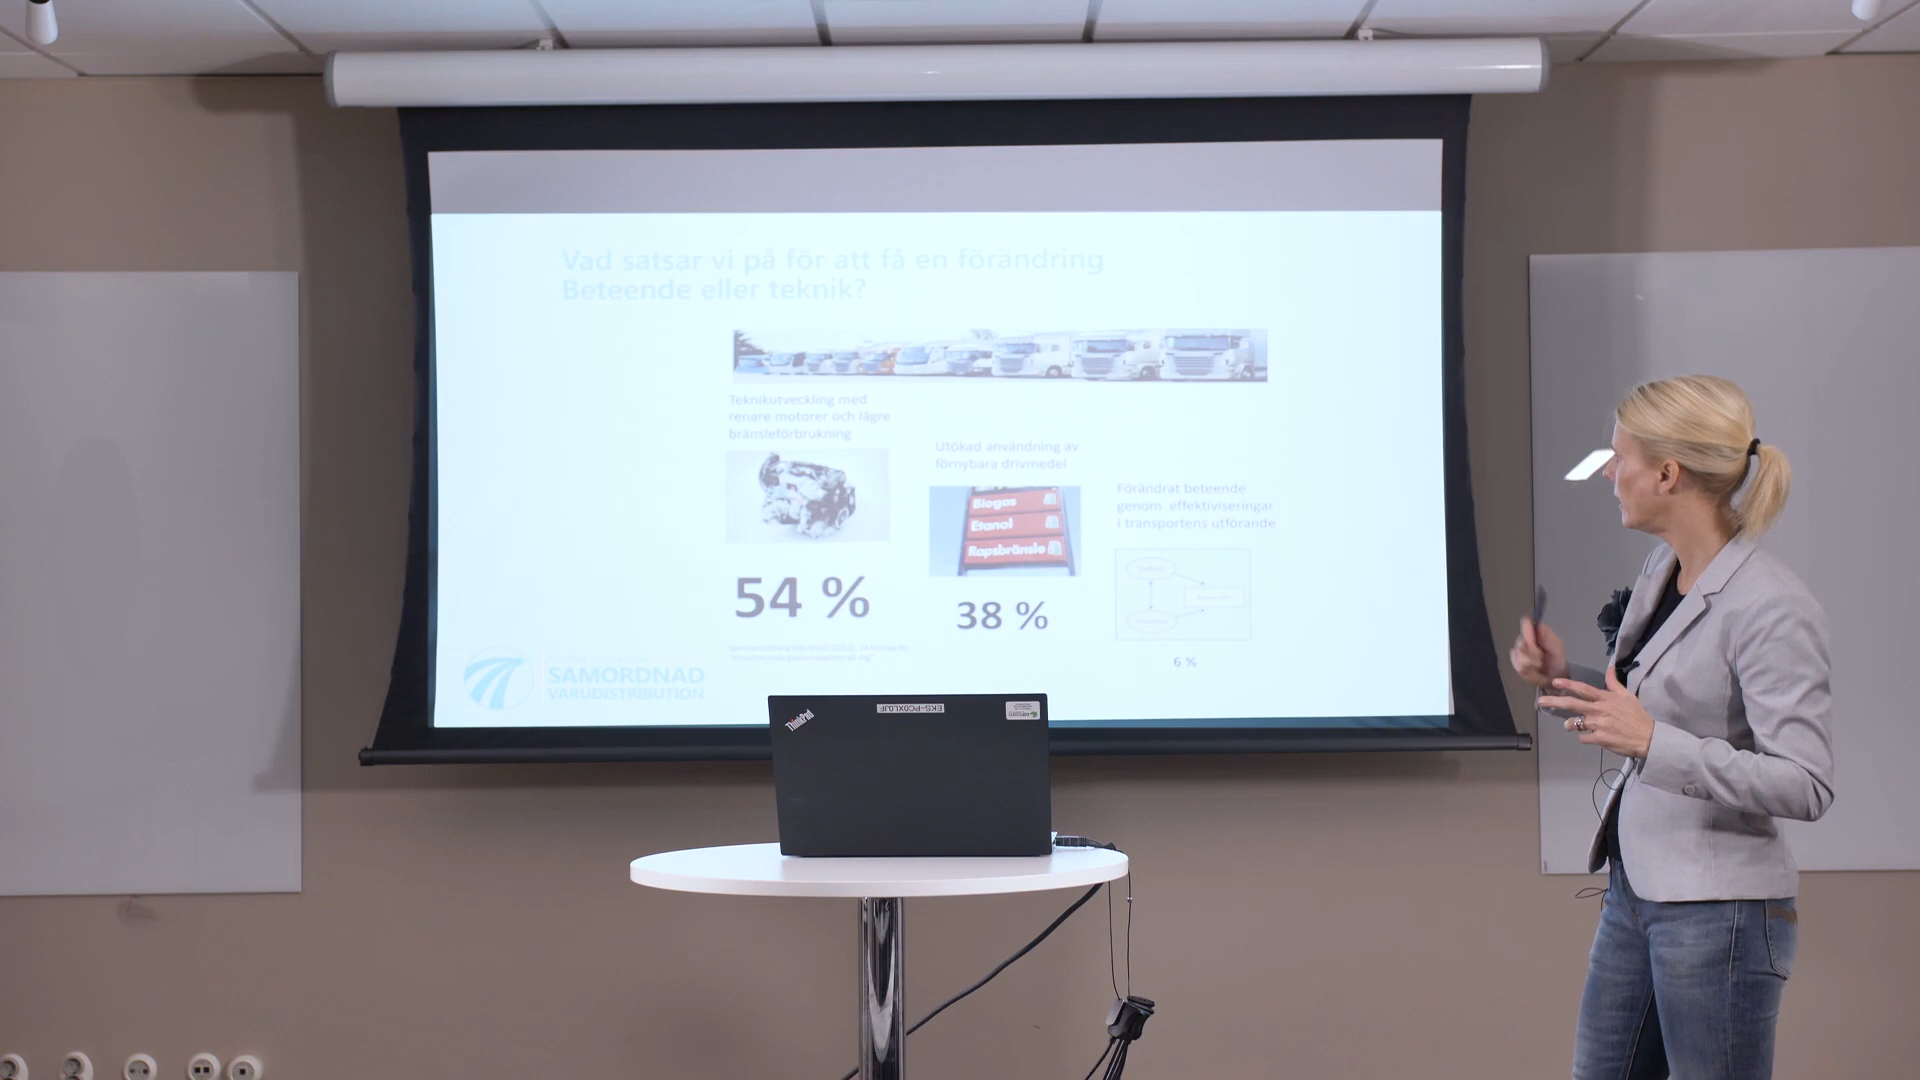 Vad satsar vi på för att få en förändring
Beteende eller teknik?
Teknikutveckling med
renare motorer och lägre
bränsleförbrukning
54 %
Utökad användning av
förnybara drivmedel
Biogas
Etanol
Rapsbränsle
38 %
Förändrat beteende
genom effektiviseringar
i transportens utförande
6 %
SAMORDNAD
VARUDISTRIBUTION
ThinkPad
EKS-PC0XL0JF